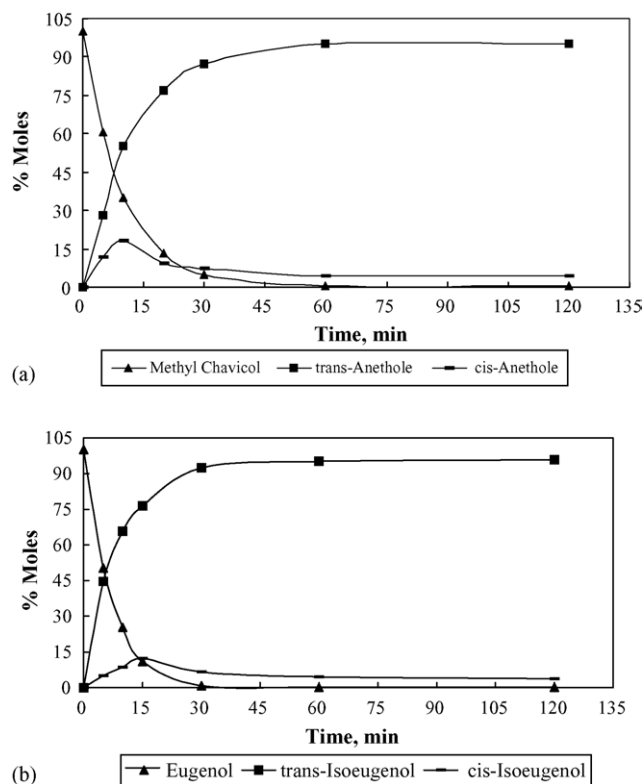 105
90
75
60
45
30
15
0
% Moles
0 15 30 45 60 75 90 105 120 135
Time, min
Methyl Chavicol trans-Anethole cis-Anethole
(a)
105
90
75
60
45
30
15
0
% Moles
0 15 30 45 60 75 90 105 120 135
Time, min
Eugenol trans-Isoeugenol cis-Isoeugenol
(b)